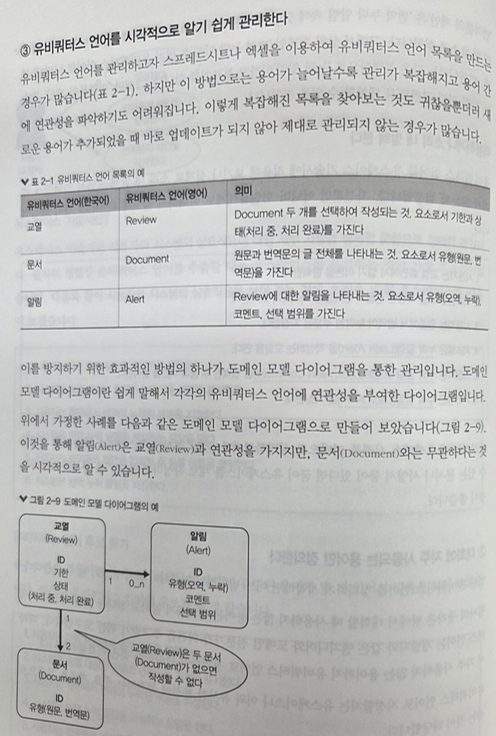 ③ 유비쿼터스 언어를 시각적으로 알기 쉽게 관리한다
유비쿼터스 언어를 관리하고자 스프레드시트나 엑셀을 이용하여 유비쿼터스 언어 목록을 만드는
경우가 많습니다(표 2-1). 하지만 이 방법으로는 용어가 늘어날수록 관리가 복잡해지고 용어 간
에 연관성을 파악하기도 어려워집니다. 이렇게 복잡해진 목록을 찾아보는 것도 귀찮을뿐더러 새
로운 용어가 추가되었을 때 바로 업데이트가 되지 않아 제대로 관리되지 않는 경우가 많습니다.
▼ 표 2-1 유비쿼터스 언어 목록의 예
유비쿼터스 언어(한국어) 유비쿼터스 언어(영어) 의미
교열 Review Document 두 개를 선택하여 작성되는 것, 요소로서 기한과 상
태(처리 중, 처리 완료)를 가진다
문서 Document 원문과 번역문의 글 전체를 나타내는 것, 요소로서 유형(원문, 번
역문)을 가진다
알림 Alert Review에 대한 알림을 나타내는 것, 요소로서 유형(오역, 누락),
코멘트, 선택 범위를 가진다
이를 방지하기 위한 효과적인 방법의 하나가 도메인 모델 다이어그램을 통한 관리입니다. 도메인
모델 다이어그램이란 쉽게 말해서 각각의 유비쿼터스 언어에 연관성을 부여한 다이어그램입니다.
위에서 가정한 사례를 다음과 같은 도메인 모델 다이어그램으로 만들어 보았습니다(그림 2-9).
이것을 통해 알림(Alert)은 교열(Review)과 연관성을 가지지만, 문서(Document)와는 무관하다는 것
을 시각적으로 알 수 있습니다.
▼ 그림 2-9 도메인 모델 다이어그램의 예
교열
(Review)
ID
기한
상태
(처리 중, 처리 완료)
1 0..n
알림
(Alert)
ID
유형(오역, 누락)
코멘트
선택 범위
1
2
교열(Review)은 두 문서
(Document)가 없으면
작성할 수 없다
문서
(Document)
ID
유형(원문, 번역문)